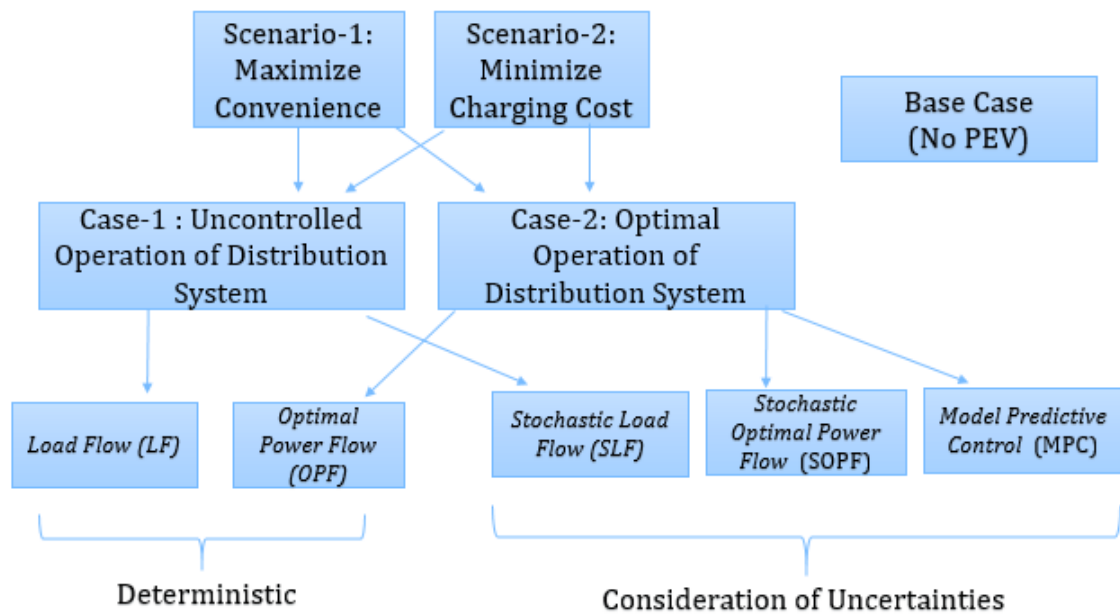 Scenario-1:
Maximize
Convenience
Scenario-2:
Minimize
Charging Cost
Base Case
(No PEV)
Case-1 : Uncontrolled
Operation of Distribution
System
Case-2: Optimal
Operation of
Distribution System
Load Flow (LF)
Optimal
Power Flow
(OPF)
Stochastic Load
Flow (SLF)
Stochastic
Optimal Power
Flow (SOPF)
Model Predictive
Control (MPC)
Deterministic
Consideration of Uncertainties